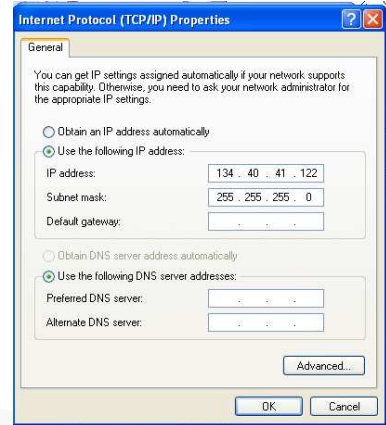 Internet Protocol (TCP/IP) Properties
General
You can get IP settings assigned automatically if your network supports
this capability. Otherwise, you need to ask your network administrator for
the appropriate IP settings.
Obtain an IP address automatically
Use the following IP address:
IP address: 134 . 40 . 41 . 122
Subnet mask: 255 . 255 . 255 . 0
Default gateway: . . .
Obtain DNS server address automatically
Use the following DNS server addresses:
Preferred DNS server: . . .
Alternate DNS server: . . .
Advanced...
OK Cancel